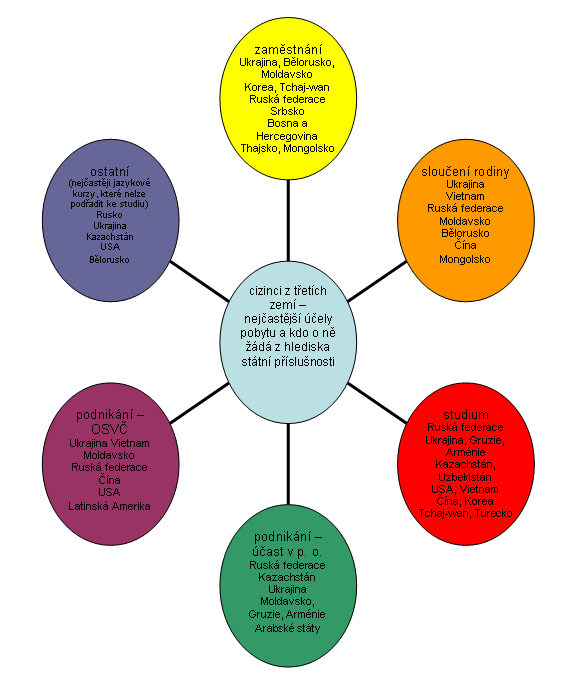 zaměstnání
Ukrajina, Bělorusko,
Moldavsko
Korea, Tchaj-wan
Ruská federace
Srbsko
Bosna a
Hercegovina
Thajsko, Mongolsko
ostatní
(nejčastěji jazykové
kurzy, které nelze
podřadit ke studiu)
Rusko
Ukrajina
Kazachstán
USA
Bělorusko
sloučení rodiny
Ukrajina
Vietnam
Ruská federace
Moldavsko
Bělorusko
Čína
Mongolsko
cizinci z třetích
zemí –
nejčastější účely
pobytu a kdo o ně
žádá z hlediska
státní příslušnosti
podnikání –
OSVČ
Ukrajina Vietnam
Moldavsko
Ruská federace
Čína
USA
Latinská Amerika
studium
Ruská federace
Ukrajina, Gruzie,
Arménie
Kazachstán,
Uzbekistán
USA, Vietnam
Čína, Korea
Tchaj-wan, Turecko
podnikání –
účast v p. o.
Ruská federace
Kazachstán
Ukrajina
Moldavsko,
Gruzie, Arménie
Arabské státy